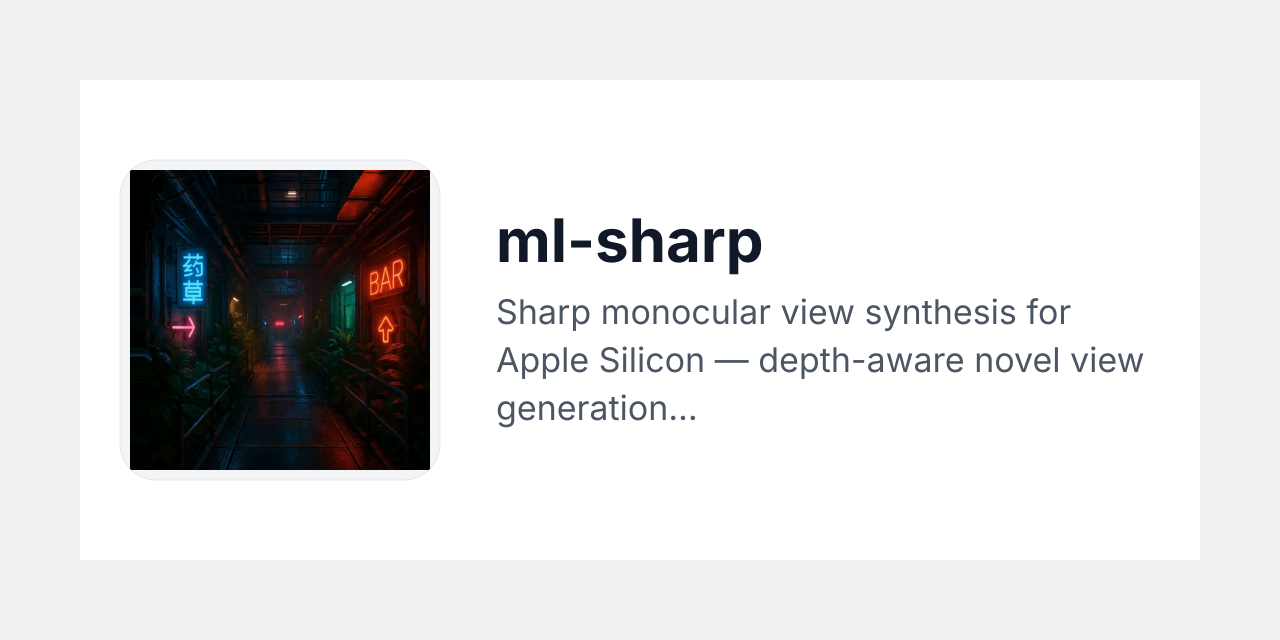 药
草
BAR
ml-sharp
Sharp monocular view synthesis for
Apple Silicon — depth-aware novel view
generation...